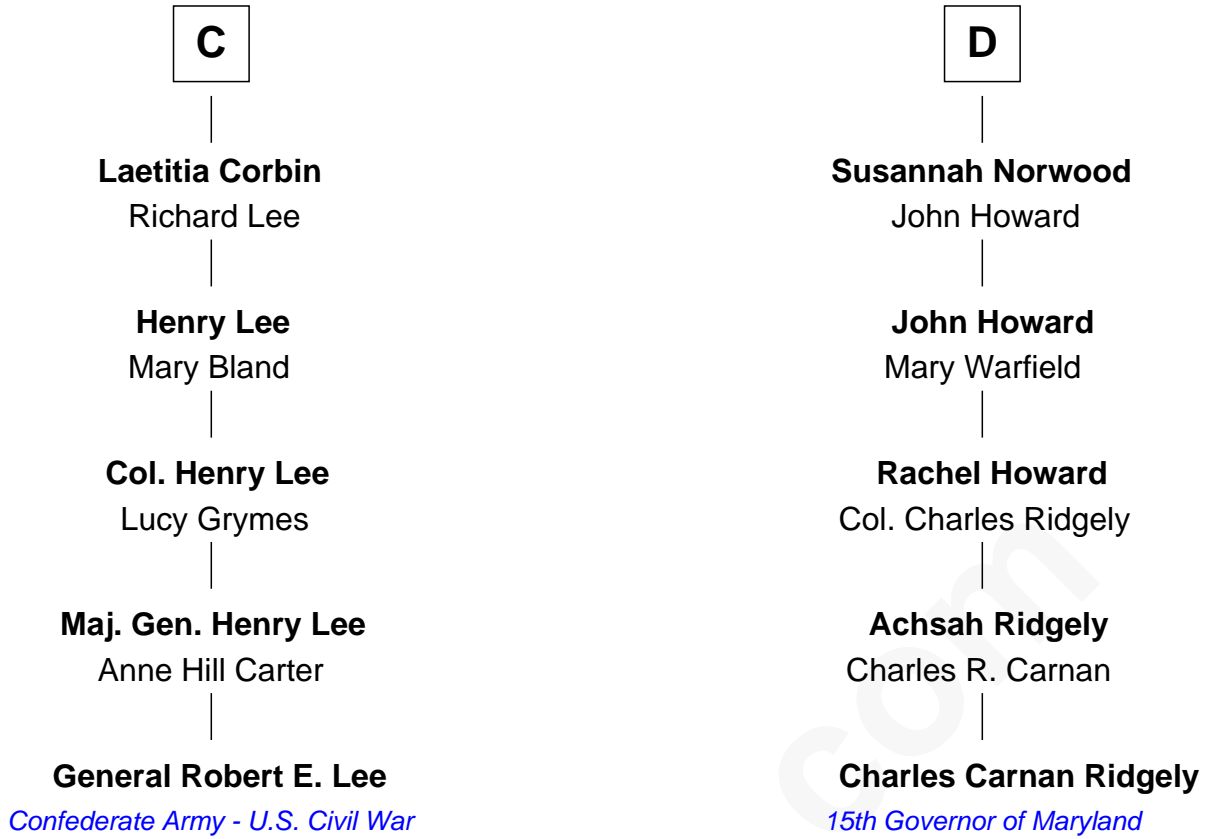 C
Laetitia Corbin
Richard Lee
Henry Lee
Mary Bland
Col. Henry Lee
Lucy Grymes
Maj. Gen. Henry Lee
Anne Hill Carter
General Robert E. Lee
Confederate Army - U.S. Civil War
D
Susannah Norwood
John Howard
John Howard
Mary Warfield
Rachel Howard
Col. Charles Ridgely
Achsah Ridgely
Charles R. Carnan
Charles Carnan Ridgely
15th Governor of Maryland
com